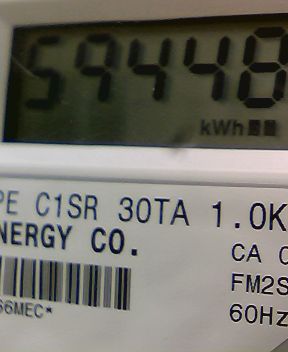 59448
kWh
PE C1SR 30TA 1.0K
NERGY CO.
CA
FM2S
60Hz
66MEC*